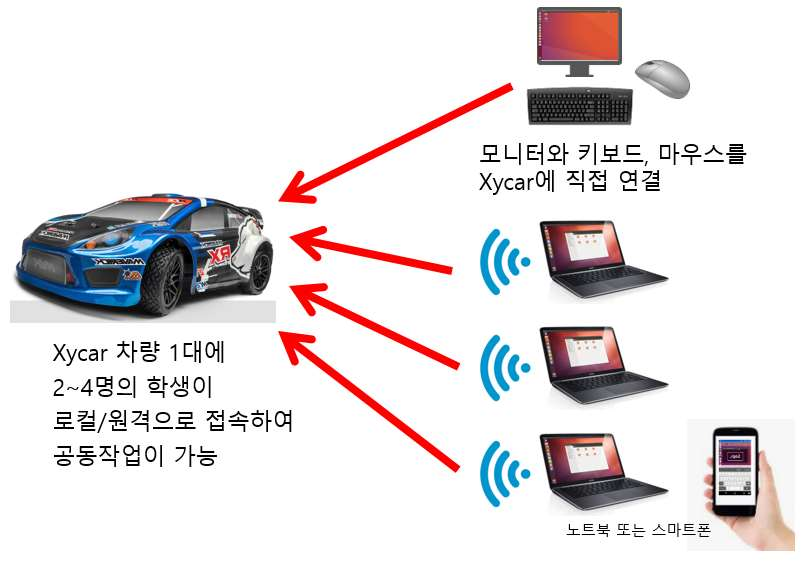 모니터와 키보드, 마우스를
Xycar에 직접 연결
Xycar 차량 1대에
2~4명의 학생이
로컬/원격으로 접속하여
공동작업이 가능
노트북 또는 스마트폰